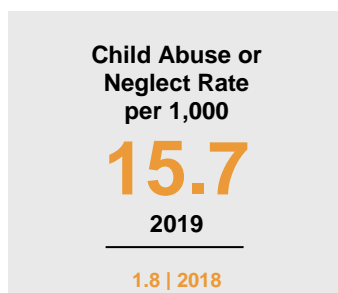 Child Abuse or
Neglect Rate
per 1,000
15.7
2019
1.8 | 2018